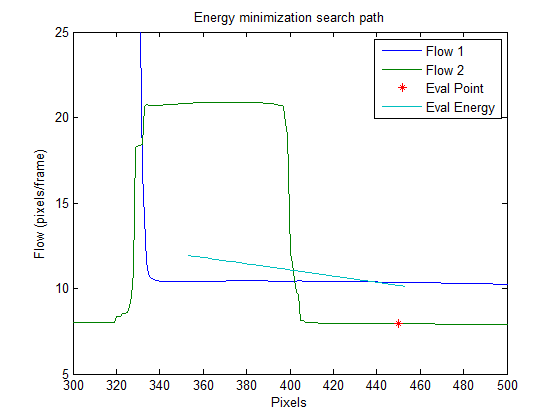 Energy minimization search path
Flow 1
Flow 2
Eval Point
Eval Energy
25
20
15
10
5
Flow (pixels/frame)
300 320 340 360 380 400 420 440 460 480 500
Pixels